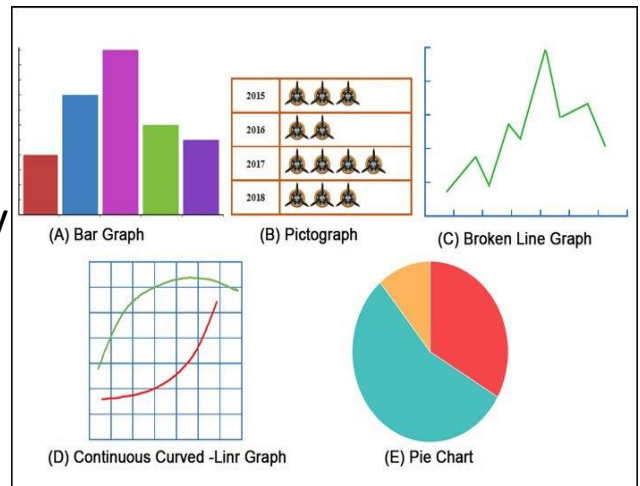 2015
2016
2017
2018
y
(A) Bar Graph
(B) Pictograph
(C) Broken Line Graph
(D) Continuous Curved -Linr Graph
(E) Pie Chart